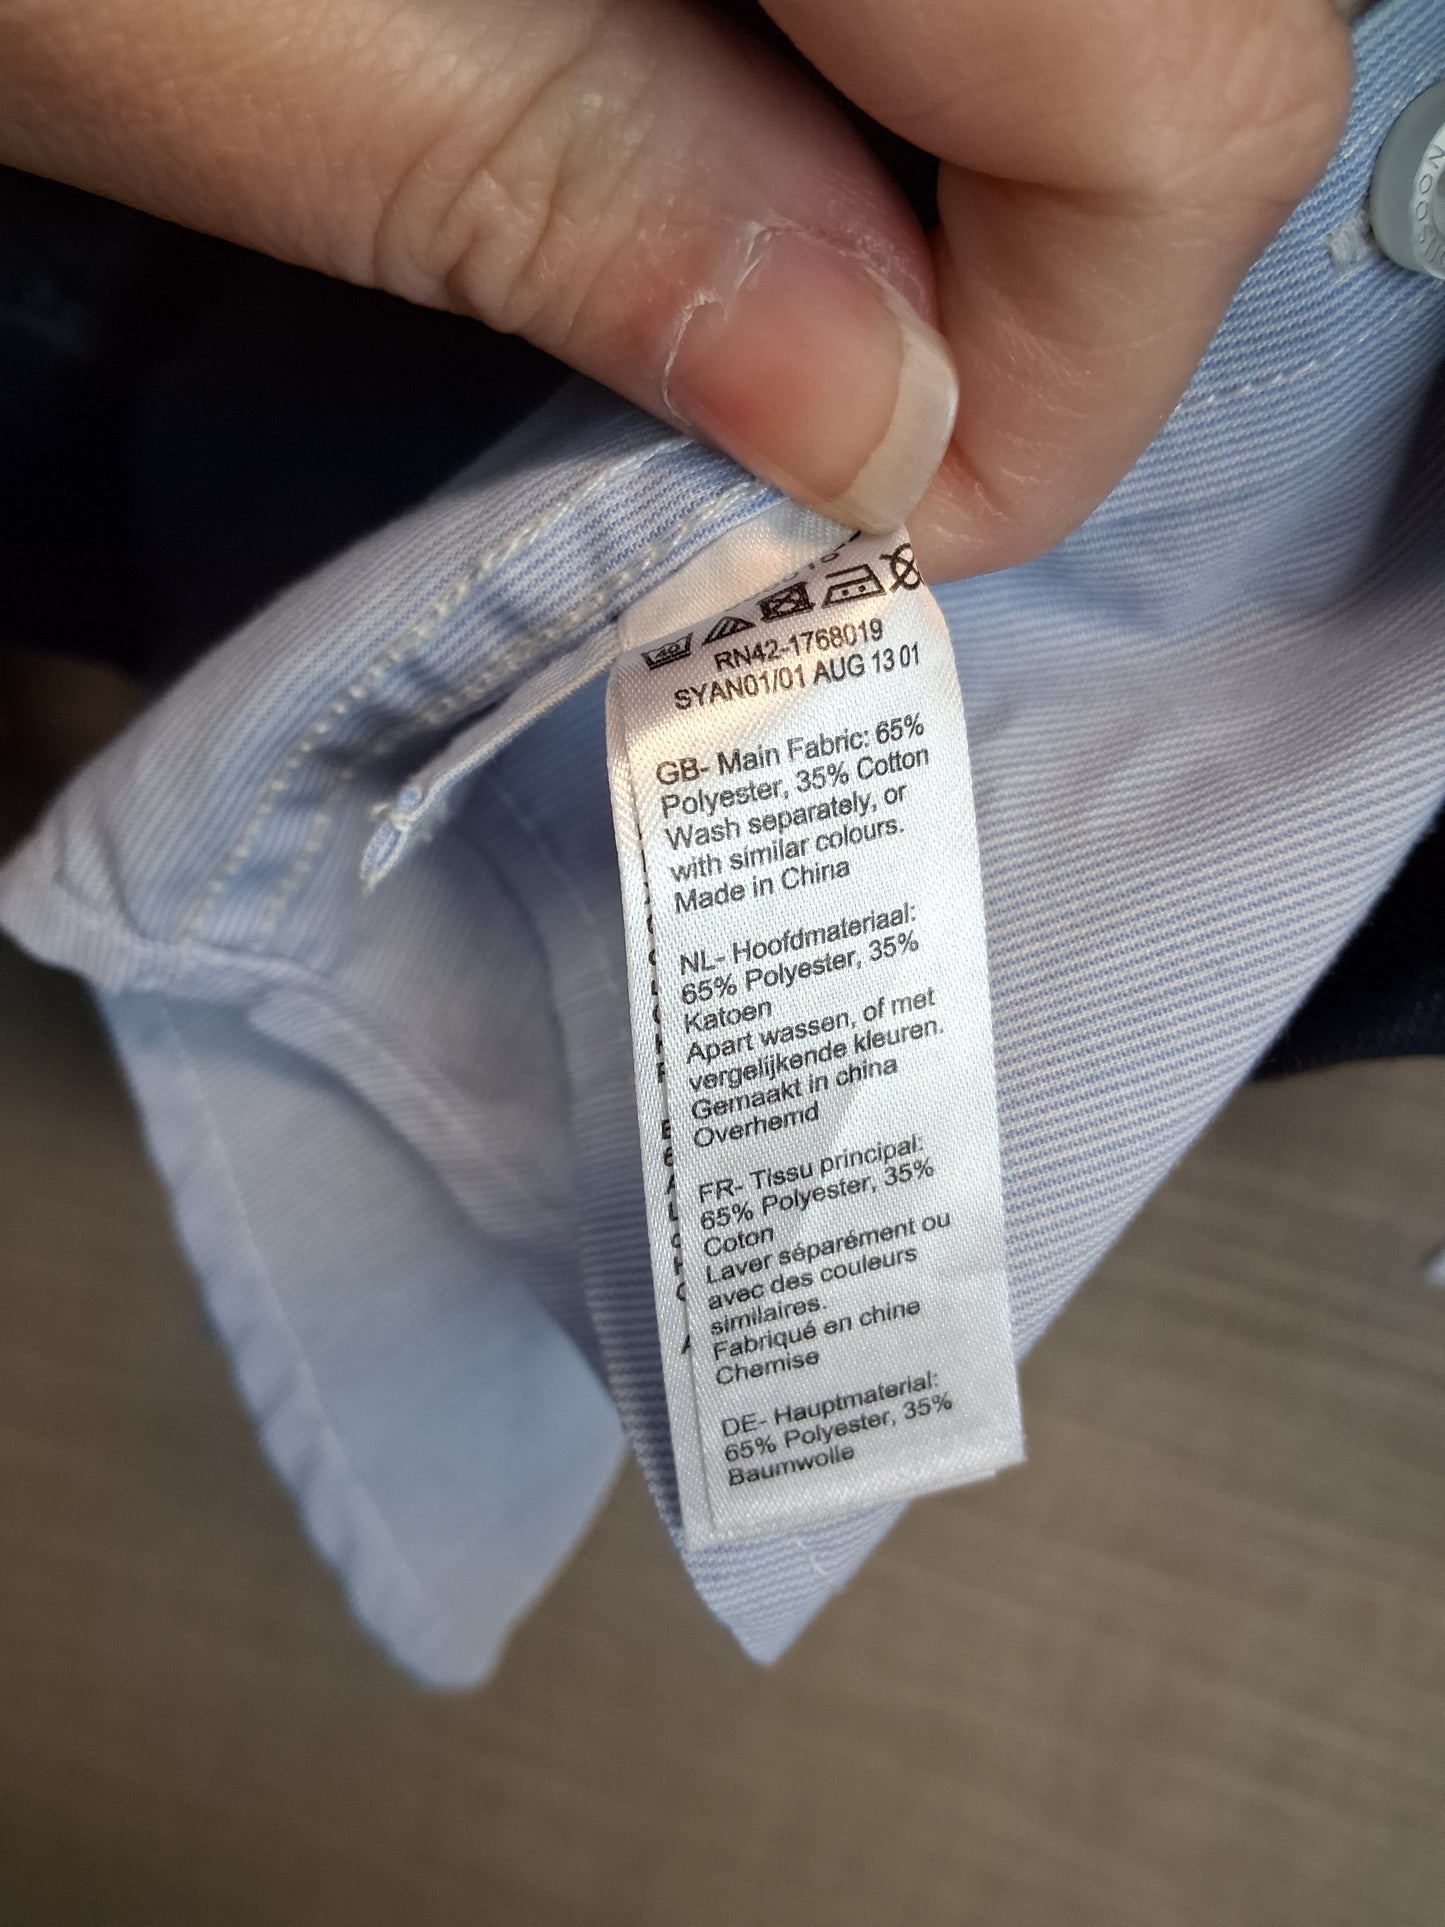 40
RN42-1768019
SYAN01/01 AUG 13 01
GB- Main Fabric: 65%
Polyester, 35% Cotton
Wash separately, or
with similar colours.
Made in China
NL- Hoofdmateriaal:
65% Polyester, 35%
Katoen
Apart wassen, of met
vergelijkende kleuren.
Gemaakt in china
Overhemd
FR- Tissu principal:
65% Polyester, 35%
Coton
Laver séparément ou
avec des couleurs
similaires.
Fabriqué en chine
Chemise
DE- Hauptmaterial:
65% Polyester, 35%
Baumwolle